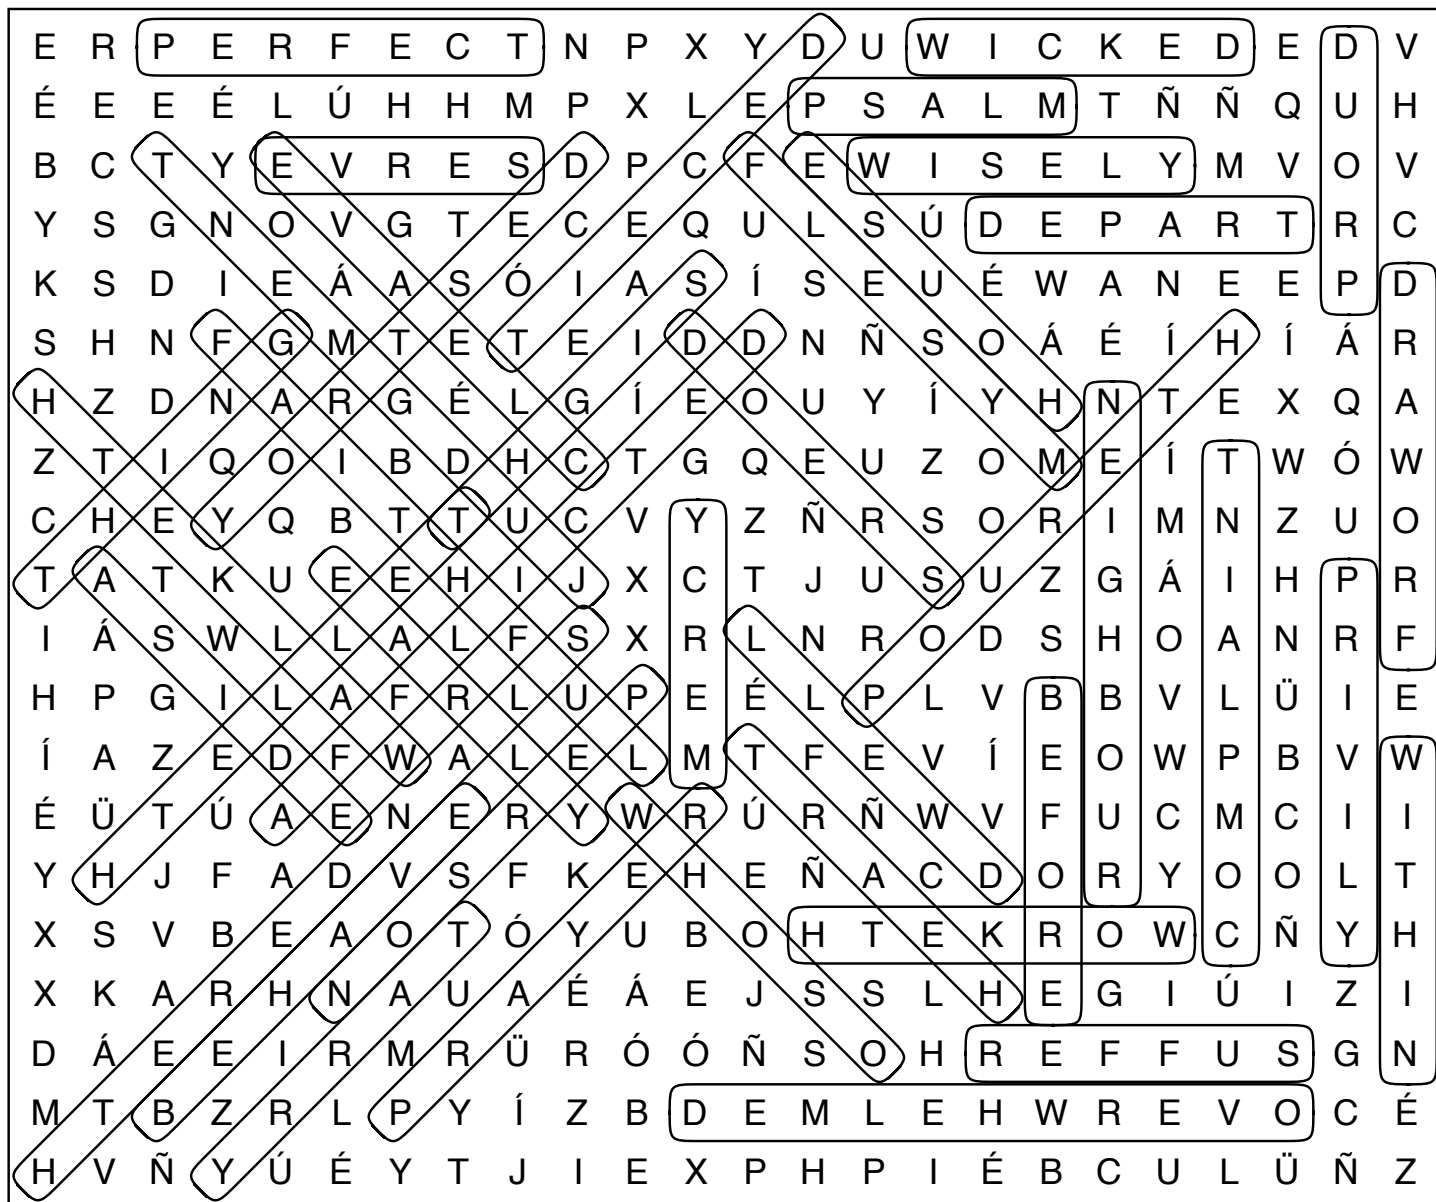 E R P E R F E C T N P X Y D U W I C K E D E D V
É E E É L Ú H H M P X L E P S A L M T Ñ Ñ Q U H
B C T Y E V R E S D P C F E W I S E L Y M V O V
Y S G N O V G T E C E Q U L S Ú D E P A R T R C
K S D I E Á A S Ó I A S Í S E U É W A N E E P D
S H N F G M T E T E I D D N Ñ S O Á É Í H Í Á R
H Z D N A R G É L G Í E O U Y Í Y H N T E X Q A
Z T I Q O I B D H C T G Q E U Z O M E Í T W Ó W
C H E Y Q B T T U C V Y Z Ñ R S O R I M N Z U O
T A T K U E E H I J X C T J U S U Z G Á I H P R
I Á S W L L A L F S X R L N R O D S H O A N R F
H P G I L A F R L U P E É L P L V B B V L Ü I E
Í A Z E D F W A L E L M T F E V Í E O W P B V W
É Ü T Ú A E N E R Y W R Ú R Ñ W V F U C M C I I
Y H J F A D V S F K E H E Ñ A C D O R Y O O L T
X S V B E A O T Ó Y U B O H T E K R O W C Ñ Y H
X K A R H N A U A É Á E J S S L H E G I Ú I Z I
D Á E E I R M R Ü R Ó Ó Ñ S O H R E F F U S G N
M T B Z R L P Y Í Z B D E M L E H W R E V O C É
H V Ñ Y Ú É Y T J I E X P H P I É B C U L Ü Ñ Z